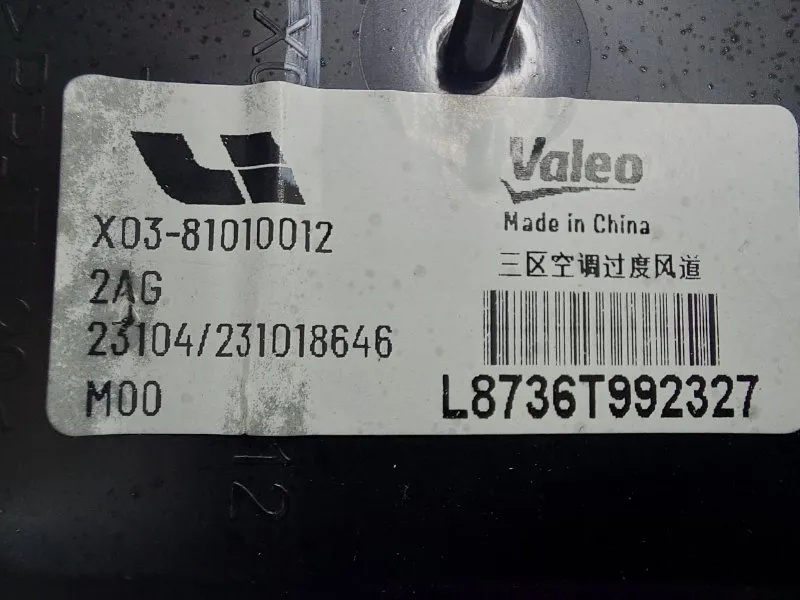 X03-81010012
2AG
23104/231018646
M00
Valeo
Made in China
三区空调过度风道
L8736T992327
12